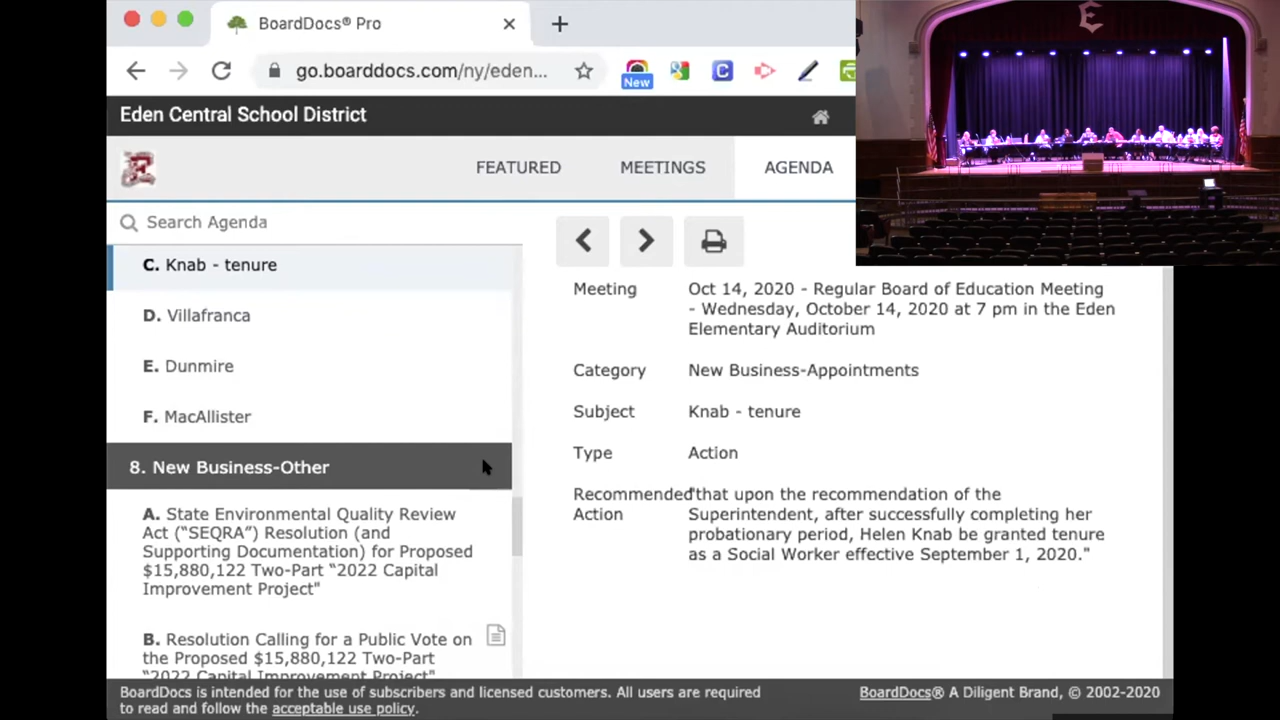 BoardDocs® Pro
go.boarddocs.com/ny/eden...
New
Eden Central School District
FEATURED
MEETINGS
AGENDA
Search Agenda
C. Knab - tenure
D. Villafranca
E. Dunmire
F. MacAllister
8. New Business-Other
A. State Environmental Quality Review
Act (“SEQRA”) Resolution (and
Supporting Documentation) for Proposed
$15,880,122 Two-Part “2022 Capital
Improvement Project"
B. Resolution Calling for a Public Vote on
the Proposed $15,880,122 Two-Part
“2022 Capital Improvement Project”
Meeting
Oct 14, 2020 - Regular Board of Education Meeting
- Wednesday, October 14, 2020 at 7 pm in the Eden
Elementary Auditorium
Category
New Business-Appointments
Subject
Knab - tenure
Type
Action
Recommended
Action
"that upon the recommendation of the
Superintendent, after successfully completing her
probationary period, Helen Knab be granted tenure
as a Social Worker effective September 1, 2020."
BoardDocs is intended for the use of subscribers and licensed customers. All users are required
to read and follow the acceptable use policy.
BoardDocs® A Diligent Brand, © 2002-2020
E